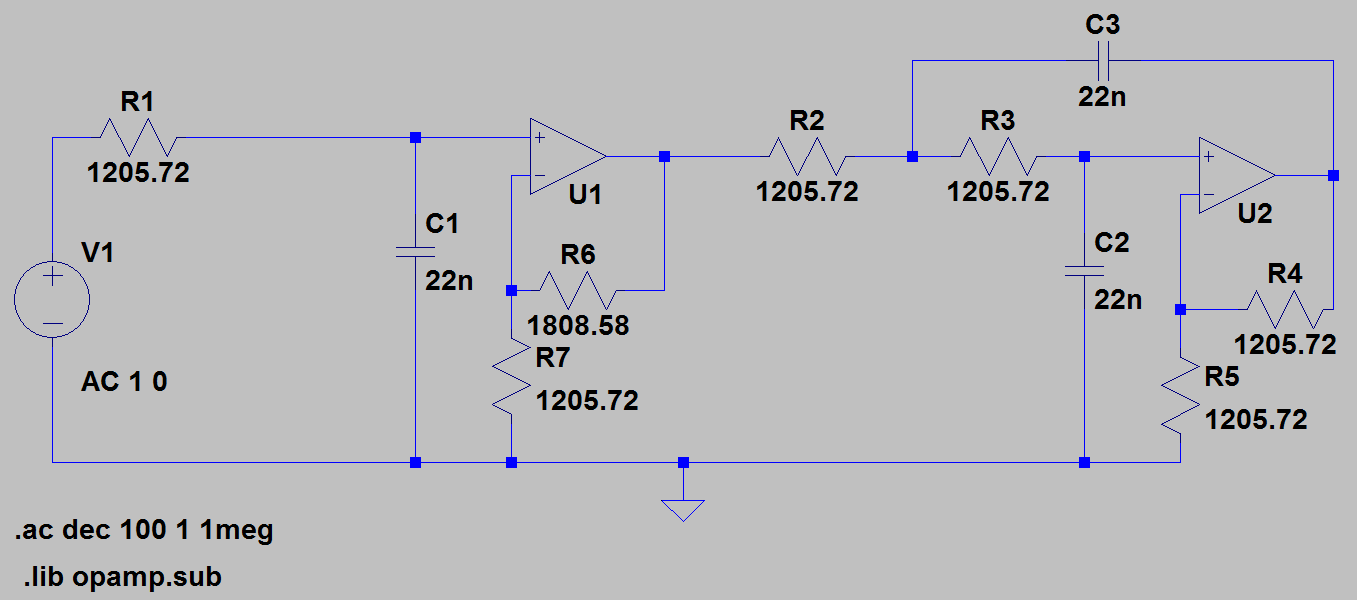 C3
22n
R1
1205.72
R2
1205.72
R3
1205.72
+
−
U1
+
−
U2
V1
+
−
C1
22n
R6
1808.58
C2
22n
R4
1205.72
R7
1205.72
R5
1205.72
AC 1 0
.ac dec 100 1 1meg
.lib opamp.sub